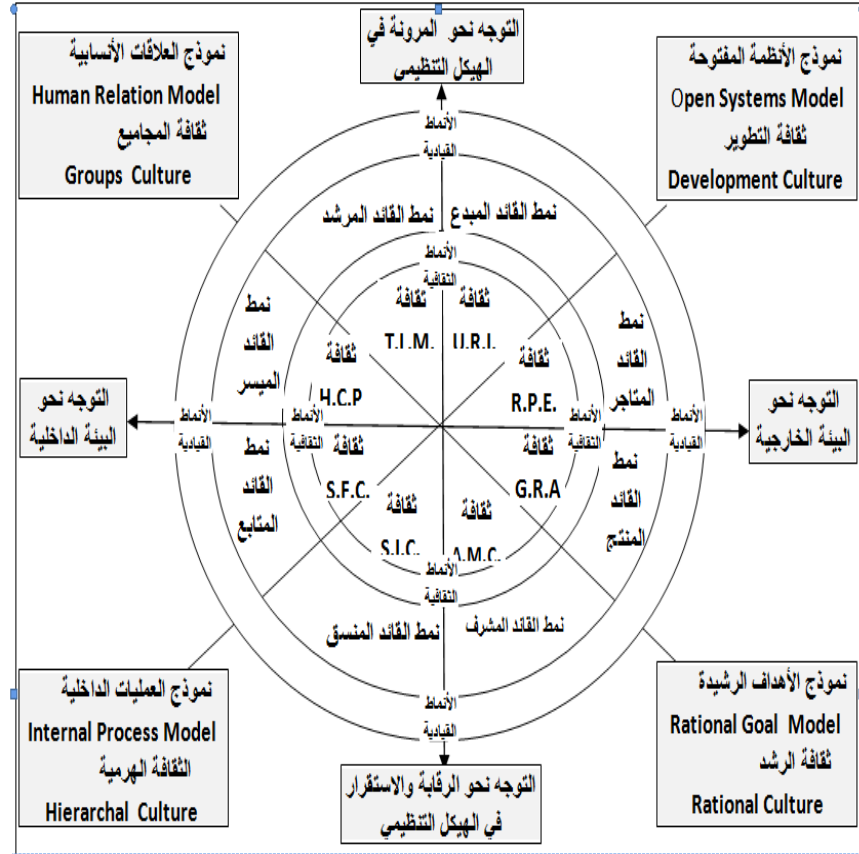 التوجه نحو المرونة في
الهيكل التنظيمي
نموذج العلاقات الأنسابية
Human Relation Model
ثقافة المجاميع
Groups Culture
نموذج الأنظمة المفتوحة
Open Systems Model
ثقافة التطوير
Development Culture
الأنماط
القيادية
نمط القائد المبدع
نمط القائد المرشد
الأنماط
الثقافية
ثقافة
U.R.I.
ثقافة
T.I.M.
نمط
القائد
المتاجر
نمط
القائد
الميسر
ثقافة
R.P.E.
ثقافة
H.C.P
التوجه نحو
البيئة الخارجية
التوجه نحو
البيئة الداخلية
الأنماط
القيادية
الأنماط
الثقافية
الأنماط
الثقافية
الأنماط
القيادية
ثقافة
G.R.A
ثقافة
S.F.C.
نمط
القائد
المنتج
نمط
القائد
المتابع
ثقافة
A.M.C.
ثقافة
S.I.C.
الأنماط
الثقافية
نمط القائد المشرف
نمط القائد المنسق
الأنماط
القيادية
نموذج الأهداف الرشيدة
Rational Goal Model
ثقافة الرشد
Rational Culture
نموذج العمليات الداخلية
Internal Process Model
الثقافة الهرمية
Hierarchal Culture
التوجه نحو الرقابة والاستقرار
في الهيكل التنظيمي